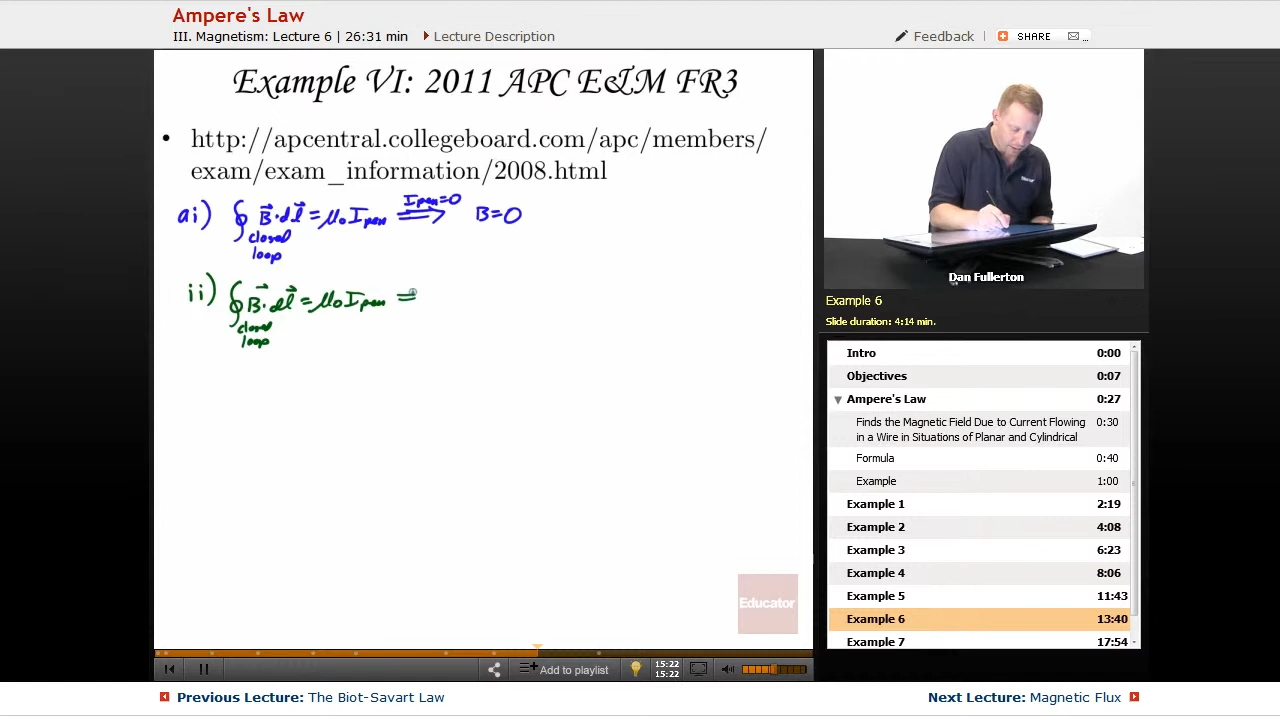 Ampere's Law
III. Magnetism: Lecture 6 | 26:31 min
Lecture Description
Feedback
SHARE
Example VI: 2011 APC E&M FR3
• http://apcentral.collegeboard.com/apc/members/
exam/exam_information/2008.html
ai) ∮ B⃗·dl⃗ = μ₀ I pen I pen=0 ⟹ B=0
closed
loop
ii) ∮ B⃗·dl⃗ = μ₀ I pen =
closed
loop
Educator
Dan Fullerton
Example 6
Slide duration: 4:14 min.
Intro 0:00
Objectives 0:07
Ampere's Law 0:27
Finds the Magnetic Field Due to Current Flowing 0:30
in a Wire in Situations of Planar and Cylindrical
Formula 0:40
Example 1:00
Example 1 2:19
Example 2 4:08
Example 3 6:23
Example 4 8:06
Example 5 11:43
Example 6 13:40
Example 7 17:54
Add to playlist
15:22
15:22
Previous Lecture: The Biot-Savart Law
Next Lecture: Magnetic Flux